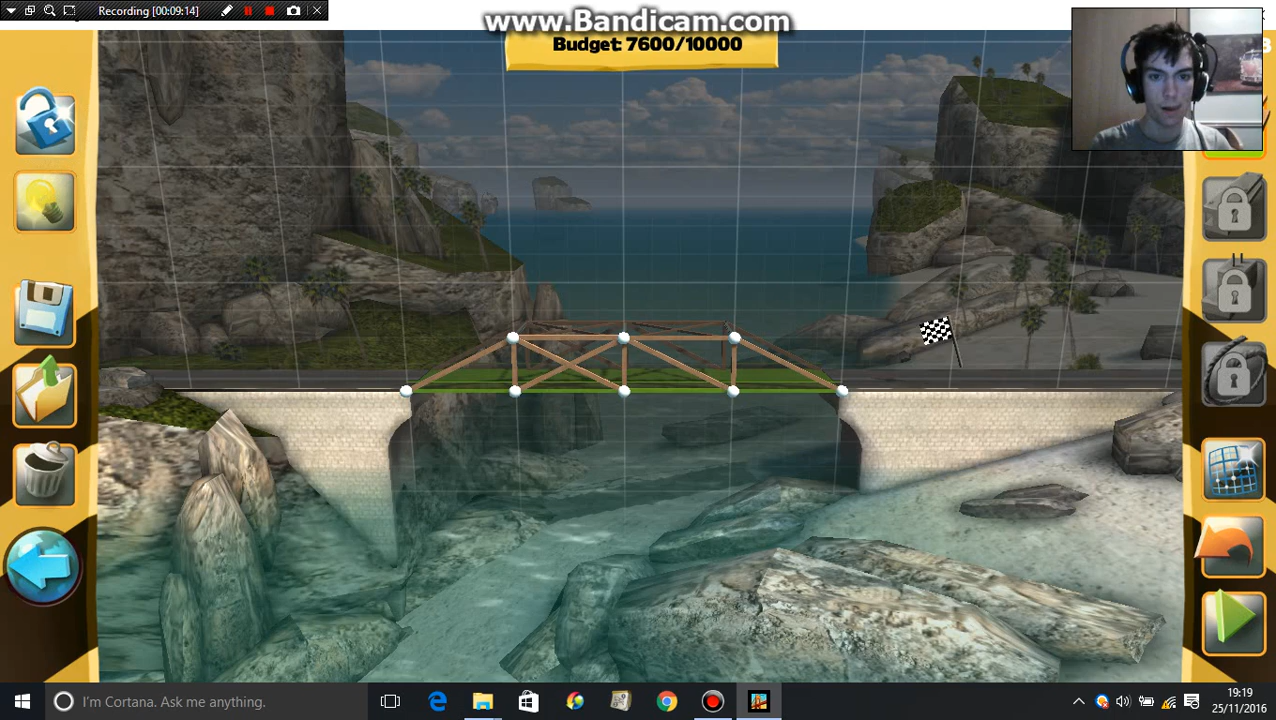 Recording [00:09:14]
www.Bandicam.com
Budget: 7600/10000
I'm Cortana. Ask me anything.
19:19
25/11/2016